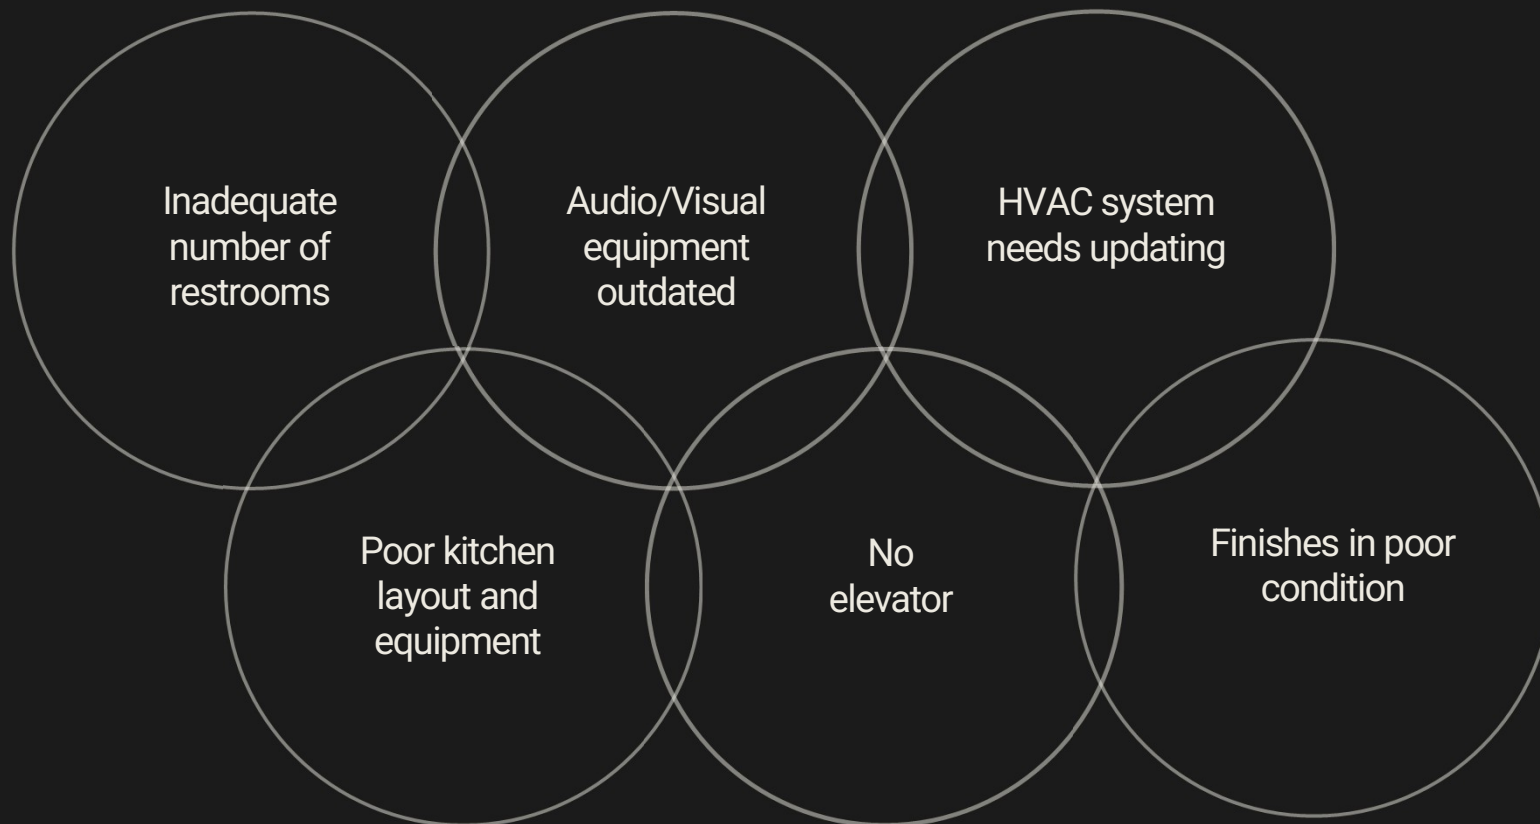 Inadequate
number of
restrooms
Audio/Visual
equipment
outdated
HVAC system
needs updating
Poor kitchen
layout and
equipment
No
elevator
Finishes in poor
condition